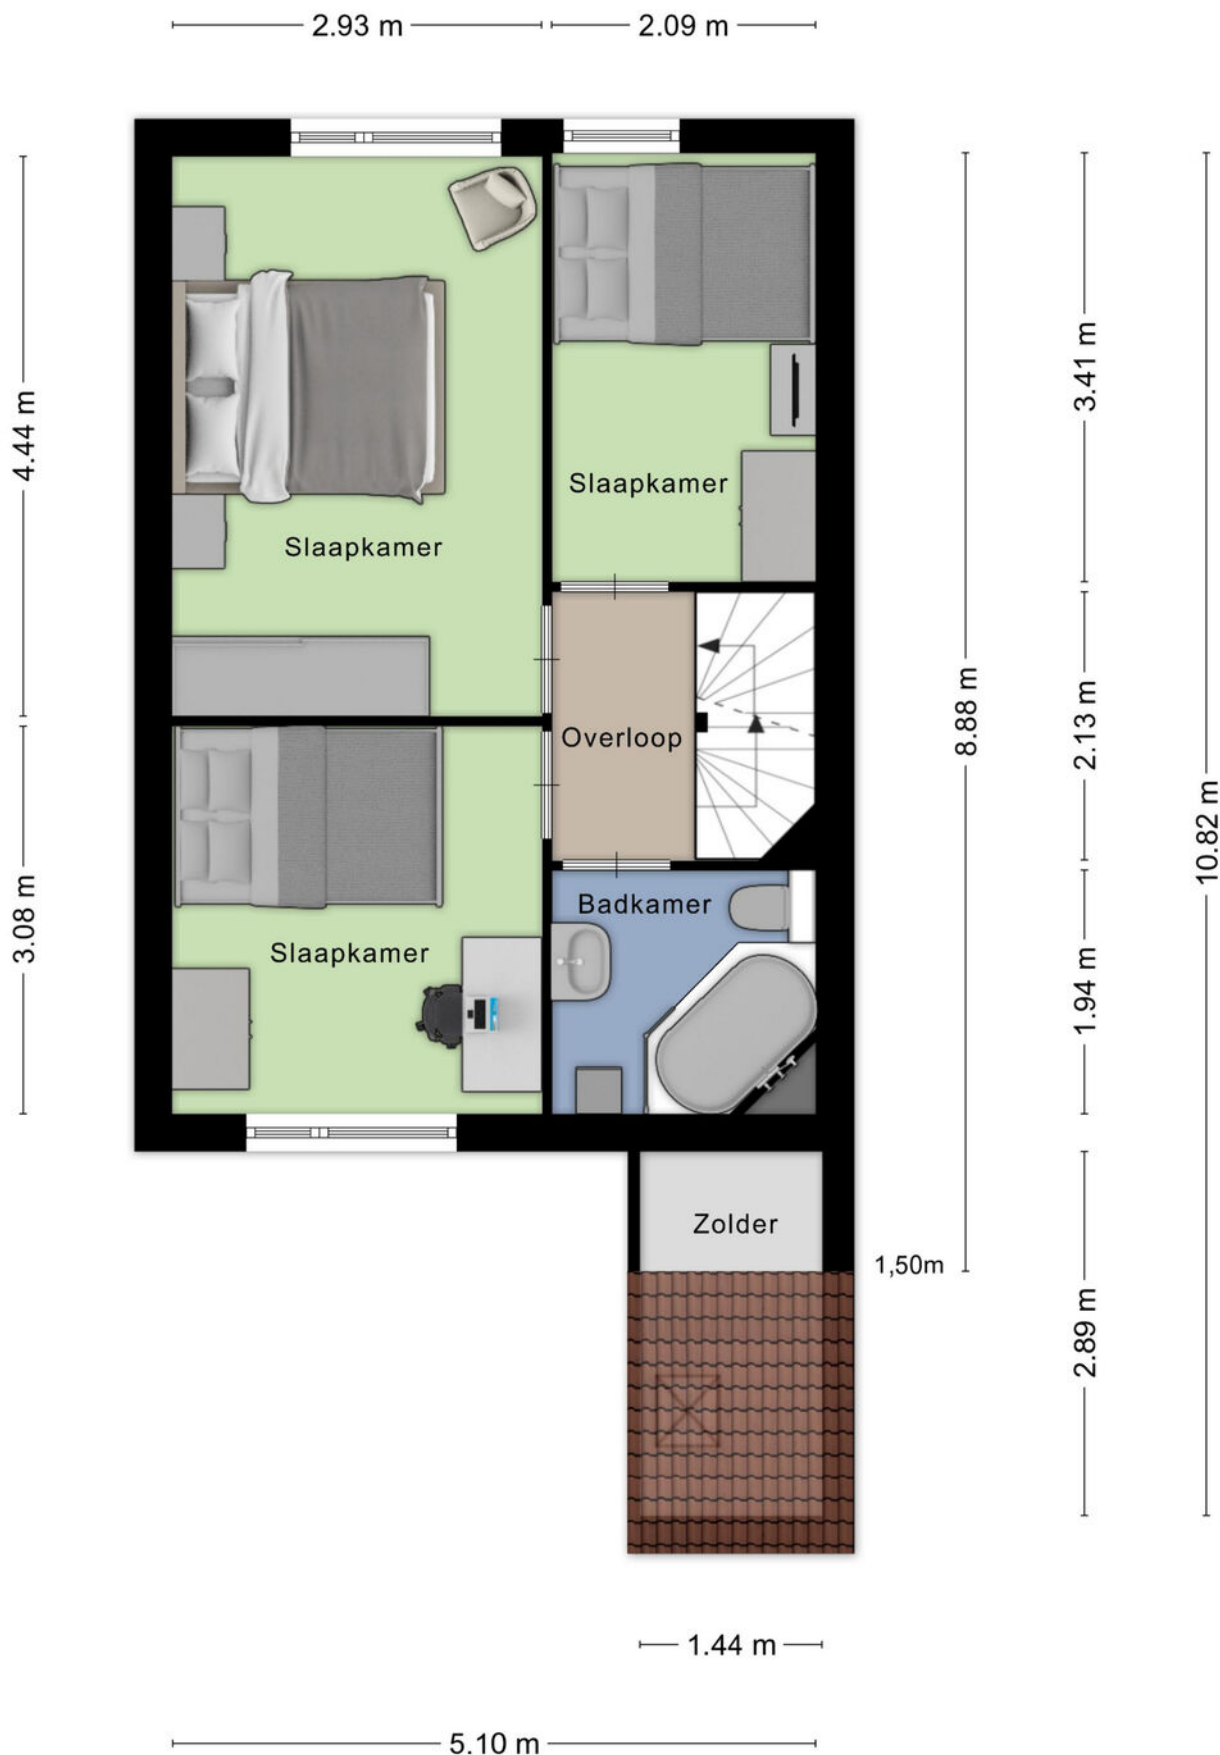 2.93 m
2.09 m
4.44 m
3.41 m
Slaapkamer
Slaapkamer
8.88 m
2.13 m
Overloop
10.82 m
3.08 m
Badkamer
Slaapkamer
1.94 m
Zolder
1,50m
2.89 m
1.44 m
5.10 m